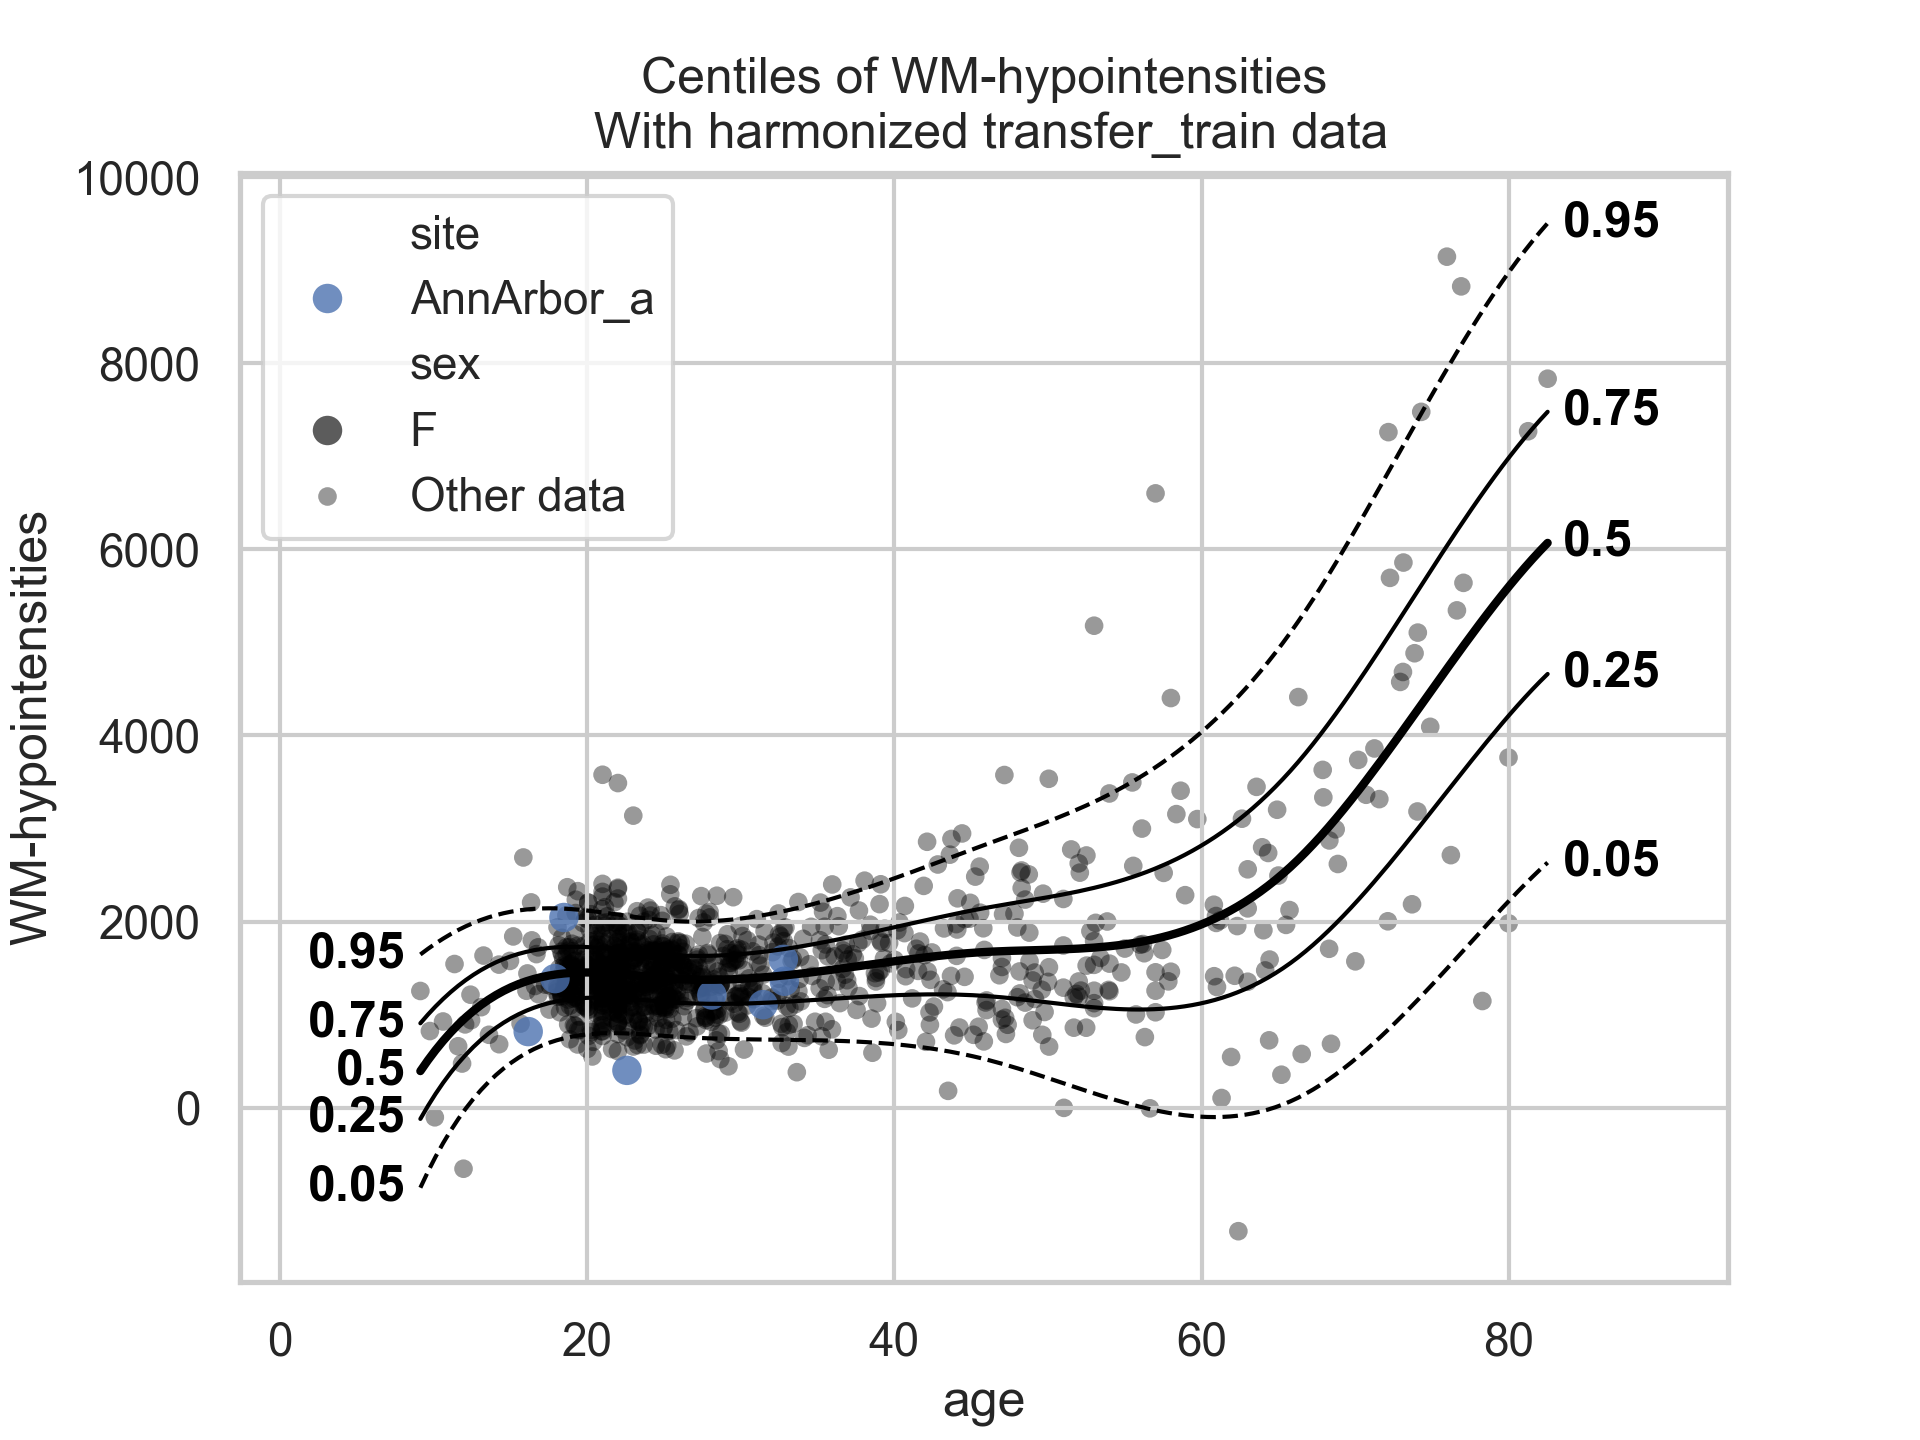 Centiles of WM-hypointensities
With harmonized transfer_train data
10000
8000
6000
4000
2000
0
WM-hypointensities
site
AnnArbor_a
sex
F
Other data
0.95
0.75
0.5
0.25
0.05
0.95
0.75
0.5
0.25
0.05
0
20
40
60
80
age